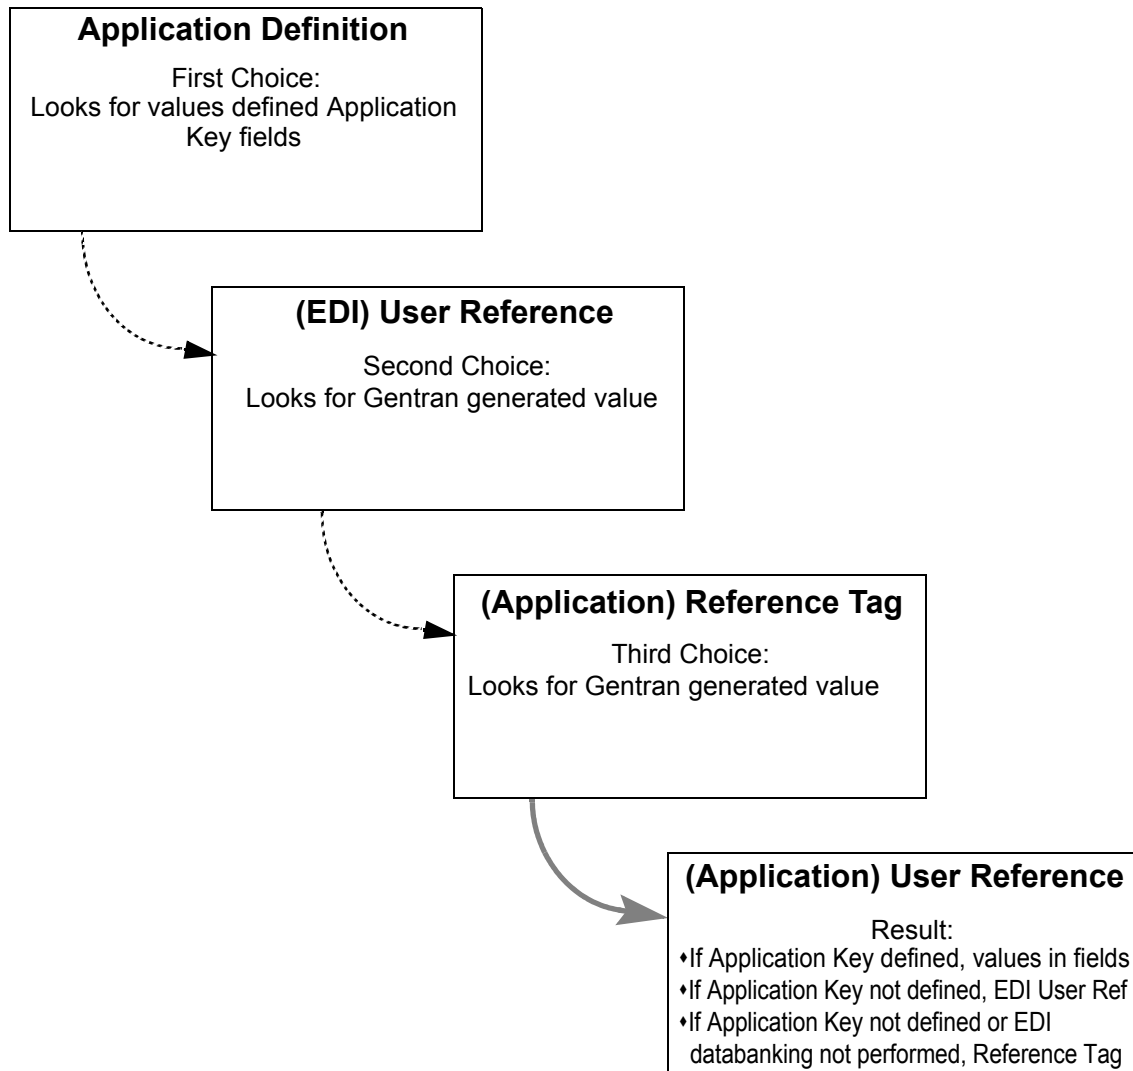 Application Definition
First Choice:
Looks for values defined Application
Key fields
(EDI) User Reference
Second Choice:
Looks for Gentran generated value
(Application) Reference Tag
Third Choice:
Looks for Gentran generated value
(Application) User Reference
Result:
♦If Application Key defined, values in fields
♦If Application Key not defined, EDI User Ref
♦If Application Key not defined or EDI
databanking not performed, Reference Tag